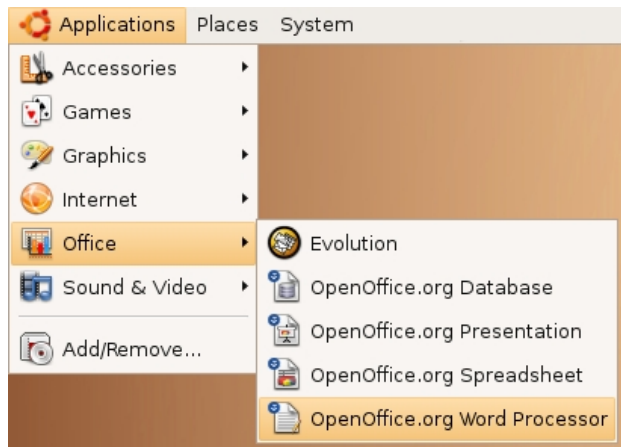 Applications Places System
Accessories
Games
Graphics
Internet
Office
Sound & Video
Add/Remove...
Evolution
OpenOffice.org Database
OpenOffice.org Presentation
OpenOffice.org Spreadsheet
OpenOffice.org Word Processor